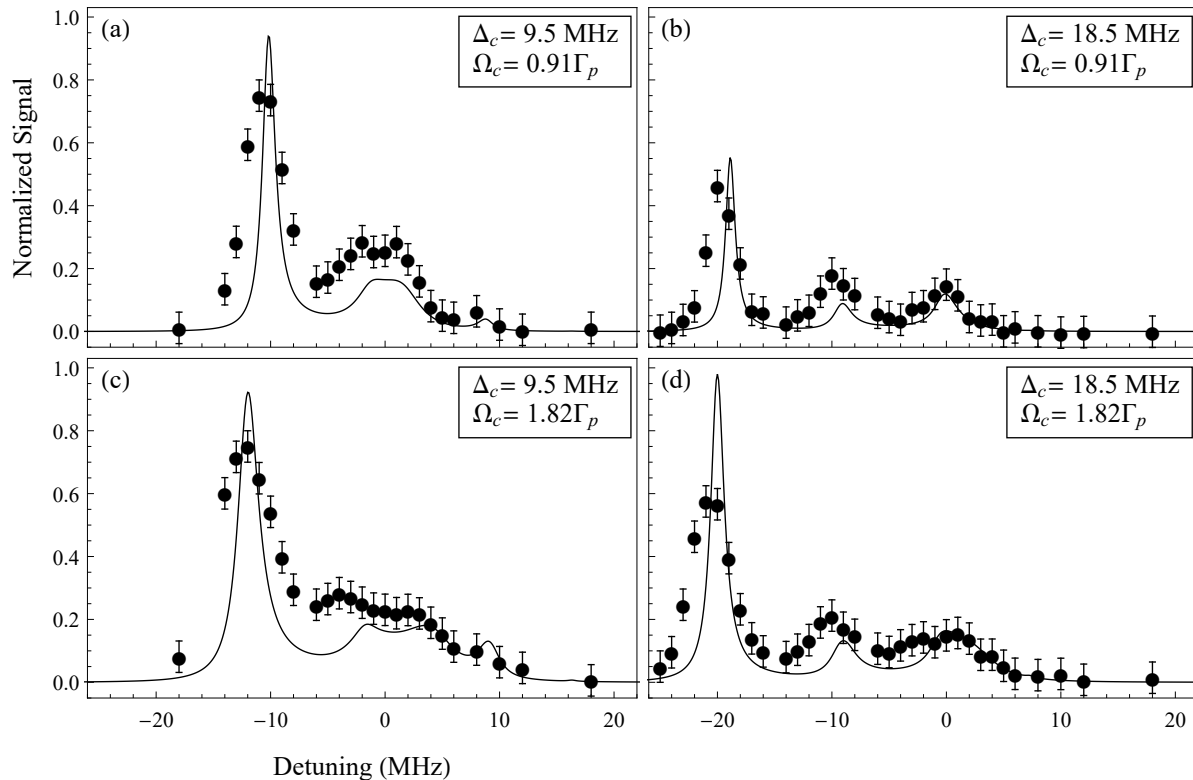 (a)
Δc= 9.5 MHz
Ωc= 0.91Γp
(b)
Δc= 18.5 MHz
Ωc= 0.91Γp
1.0
0.8
0.6
0.4
0.2
0.0
Normalized Signal
(c)
Δc= 9.5 MHz
Ωc= 1.82Γp
(d)
Δc= 18.5 MHz
Ωc= 1.82Γp
1.0
0.8
0.6
0.4
0.2
0.0
−20 −10 0 10 20
−20 −10 0 10 20
Detuning (MHz)